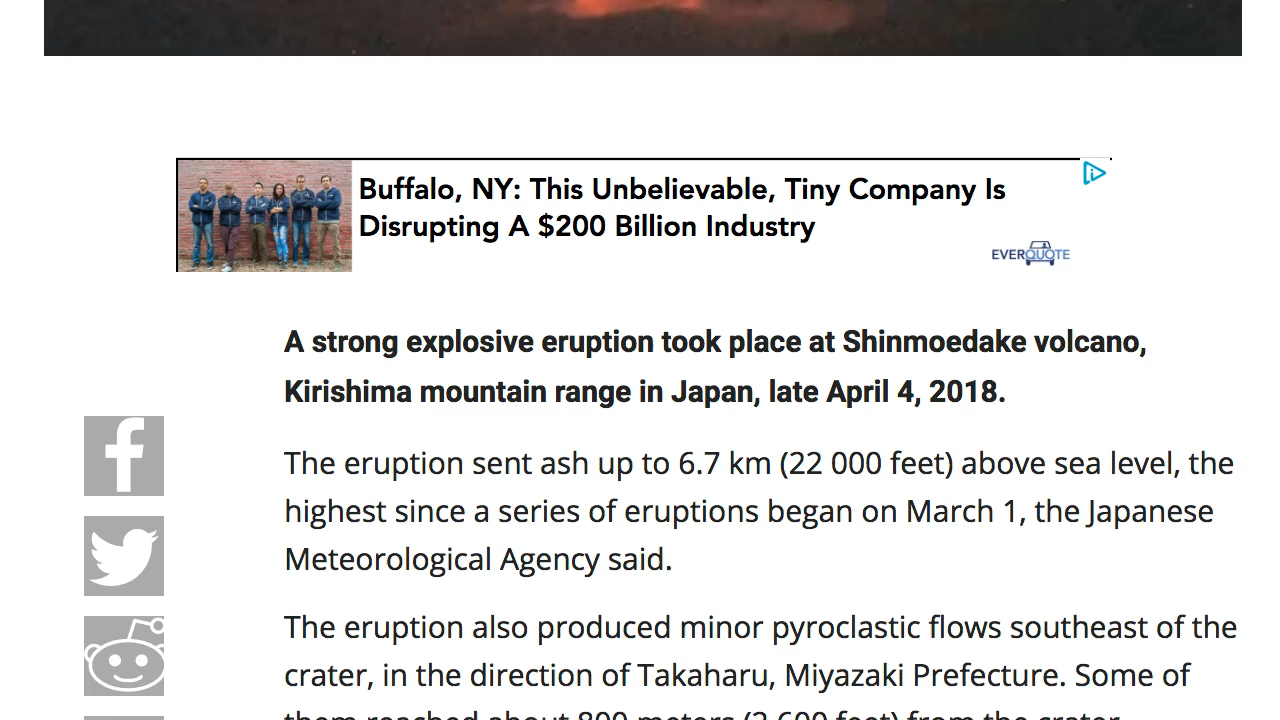 Buffalo, NY: This Unbelievable, Tiny Company Is
Disrupting A $200 Billion Industry
EVERQUOTE
A strong explosive eruption took place at Shinmoedake volcano,
Kirishima mountain range in Japan, late April 4, 2018.
The eruption sent ash up to 6.7 km (22 000 feet) above sea level, the
highest since a series of eruptions began on March 1, the Japanese
Meteorological Agency said.
The eruption also produced minor pyroclastic flows southeast of the
crater, in the direction of Takaharu, Miyazaki Prefecture. Some of
them reached about 800 meters (2 600 feet) from the crater.